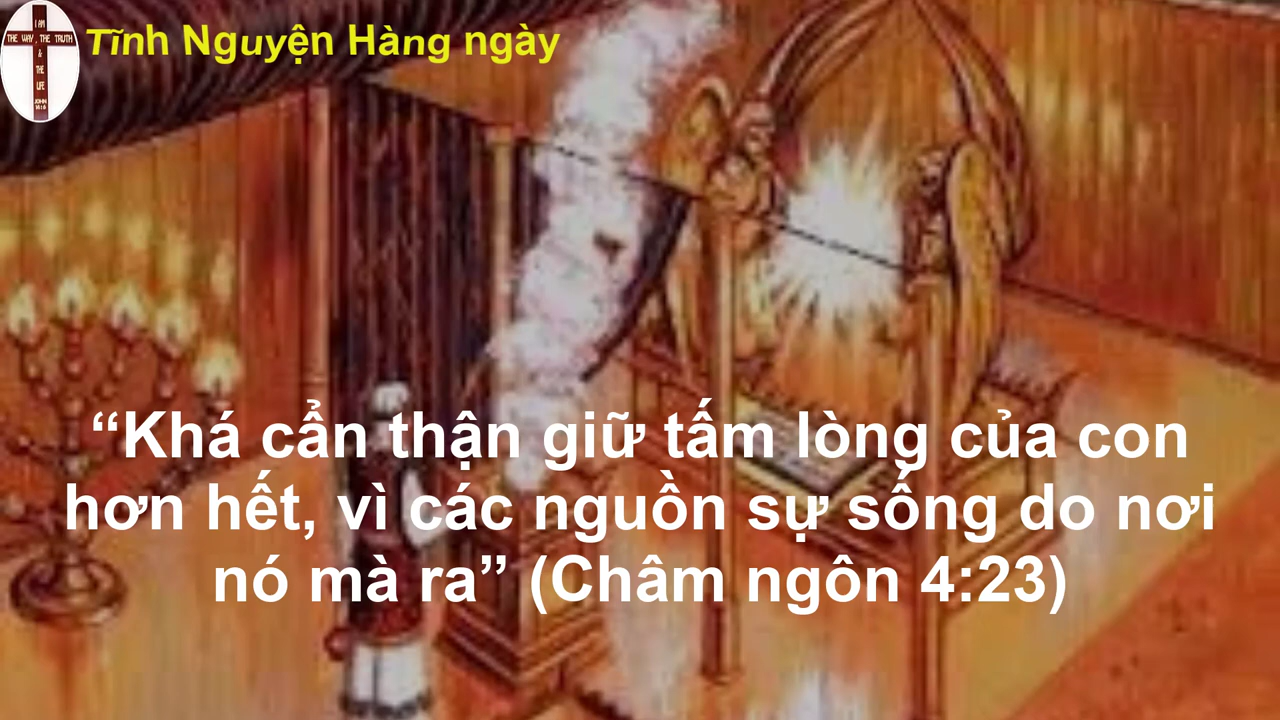 I AM
THE WAY, THE TRUTH
&
THE
LIFE
JOHN
Tĩnh Nguyện Hàng ngày
“Khá cẩn thận giữ tấm lòng của con
hơn hết, vì các nguồn sự sống do nơi
nó mà ra” (Châm ngôn 4:23)